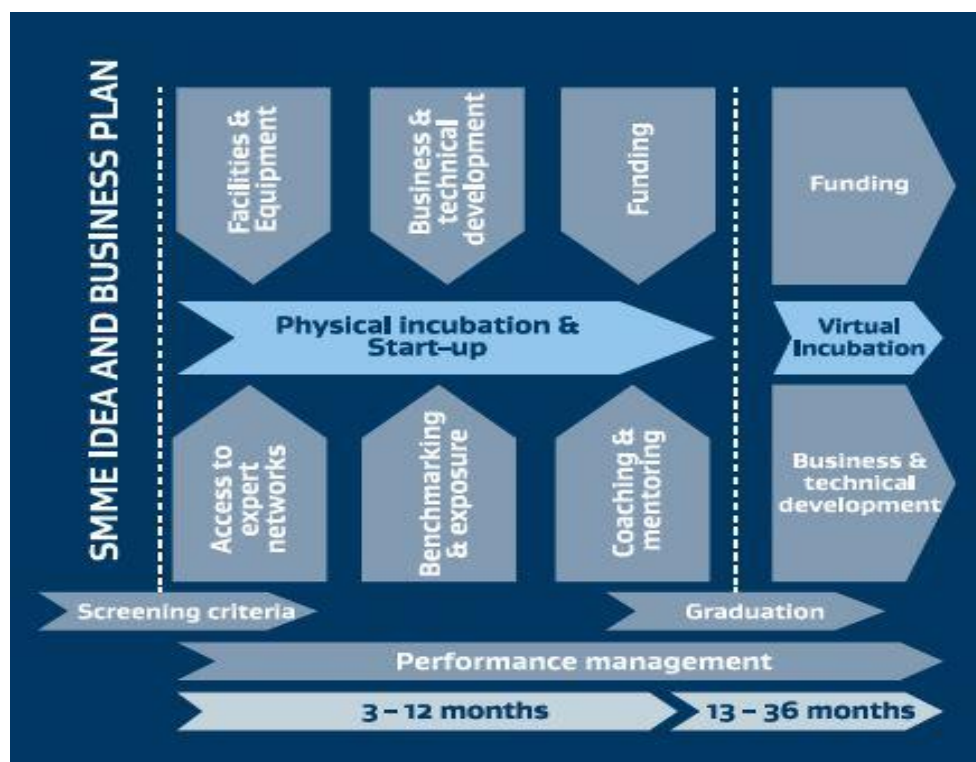 SMME IDEA AND BUSINESS PLAN
Facilities &
Equipment
Business &
technical
development
Funding
Funding
Physical incubation &
Start-up
Virtual
Incubation
Access to
expert
networks
Benchmarking
& exposure
Coaching &
mentoring
Business &
technical
development
Screening criteria
Graduation
Performance management
3 – 12 months
13 – 36 months